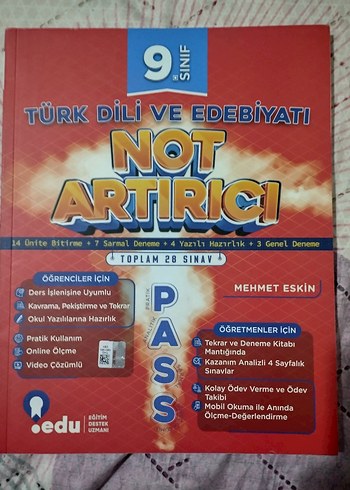 9.
SINIF
TÜRK DİLİ VE EDEBİYATI
NOT
ARTIRICI
14 Ünite Bitirme + 7 Sarmal Deneme + 4 Yazılı Hazırlık + 3 Genel Deneme
TOPLAM 28 SINAV
ÖĞRENCİLER İÇİN
Ders İşlenişine Uyumlu
Kavrama, Pekiştirme ve Tekrar
Okul Yazılılarına Hazırlık
Pratik Kullanım
Online Ölçme
Video Çözümlü
PRATİK
PASS
MEHMET ESKİN
ÖĞRETMENLER İÇİN
Tekrar ve Deneme Kitabı
Mantığında
Kazanım Analizli 4 Sayfalık
Sınavlar
Kolay Ödev Verme ve Ödev
Takibi
Mobil Okuma ile Anında
Ölçme-Değerlendirme
.edu
EĞİTİM
DESTEK
UZMANI